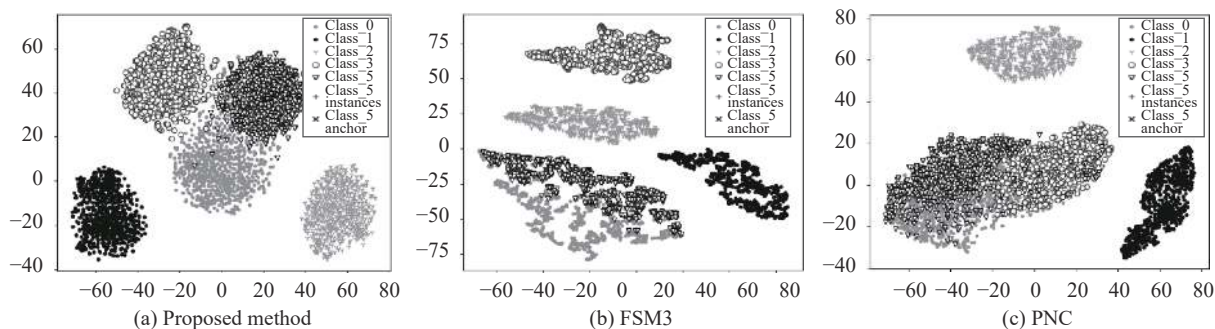 60
40
20
0
−20
−40
−60 −40 −20 0 20 40 60 80
Class_0
Class_1
Class_2
Class_3
Class_5
Class_5
instances
Class_5
anchor
(a) Proposed method
75
50
25
0
−25
−50
−75
−60 −40 −20 0 20 40 60 80
Class_0
Class_1
Class_2
Class_3
Class_5
Class_5
instances
Class_5
anchor
(b) FSM3
80
60
40
20
0
−20
−40
−60 −40 −20 0 20 40 60 80
Class_0
Class_1
Class_2
Class_3
Class_5
Class_5
instances
Class_5
anchor
(c) PNC